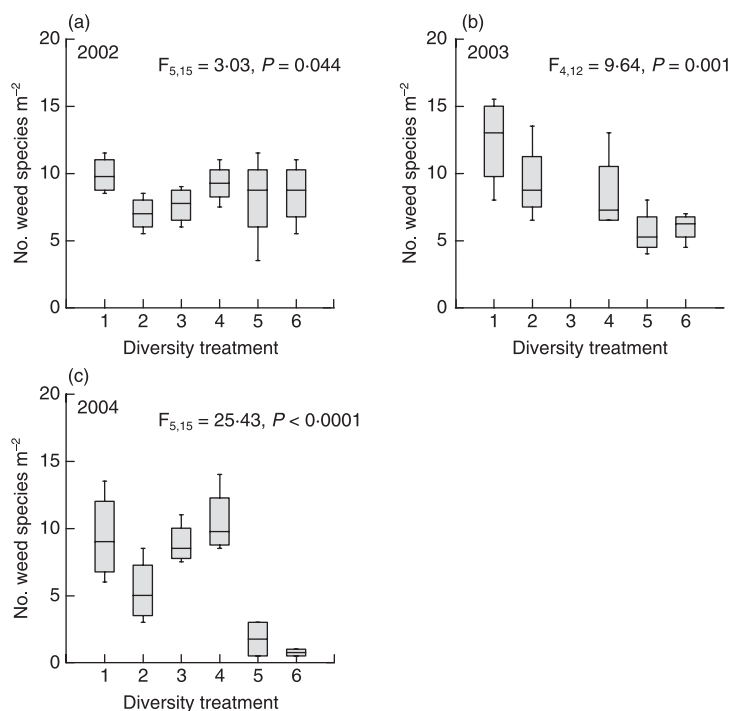 (a)
20
2002
F5,15 = 3·03, P = 0·044
15
10
5
0
No. weed species m–2
1 2 3 4 5 6
Diversity treatment
(b)
20
2003
F4,12 = 9·64, P = 0·001
15
10
5
0
No. weed species m–2
1 2 3 4 5 6
Diversity treatment
(c)
20
2004
F5,15 = 25·43, P < 0·0001
15
10
5
0
No. weed species m–2
1 2 3 4 5 6
Diversity treatment